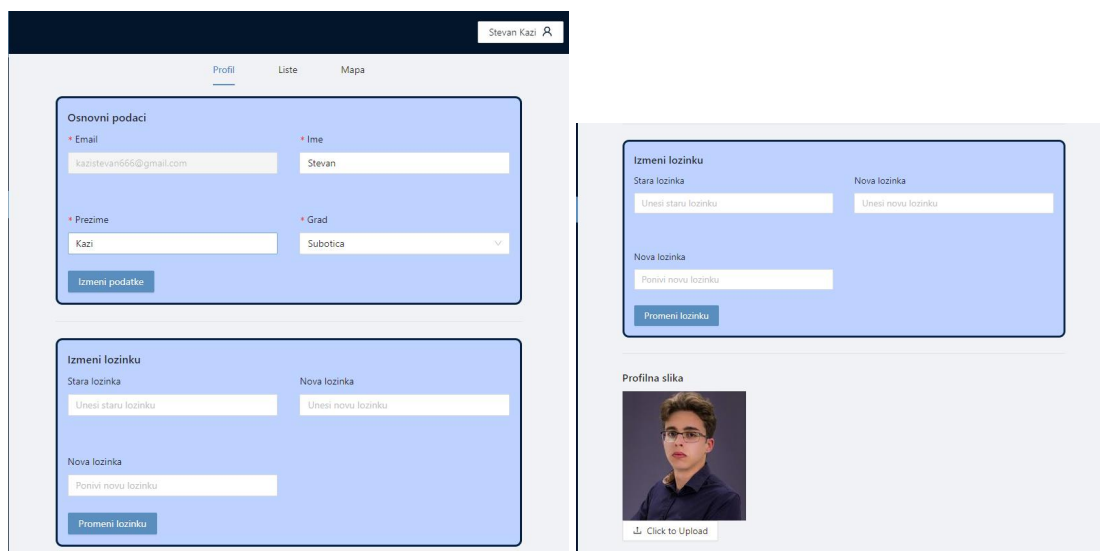 Stevan Kazi
Profil Liste Mapa
Osnovni podaci
* Email * Ime
kazistevan666@gmail.com Stevan
* Prezime * Grad
Kazi Subotica
Izmeni podatke
Izmeni lozinku
Stara lozinka Nova lozinka
Unesi staru lozinku Unesi novu lozinku
Nova lozinka
Ponivi novu lozinku
Promeni lozinku
Izmeni lozinku
Stara lozinka Nova lozinka
Unesi staru lozinku Unesi novu lozinku
Nova lozinka
Ponivi novu lozinku
Promeni lozinku
Profilna slika
Click to Upload